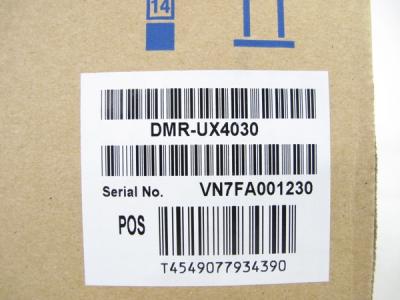 14
DMR-UX4030
Serial No. VN7FA001230
POS
T4549077934390